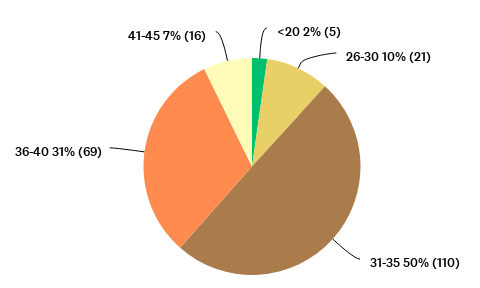 41-45 7% (16)
<20 2% (5)
26-30 10% (21)
36-40 31% (69)
31-35 50% (110)